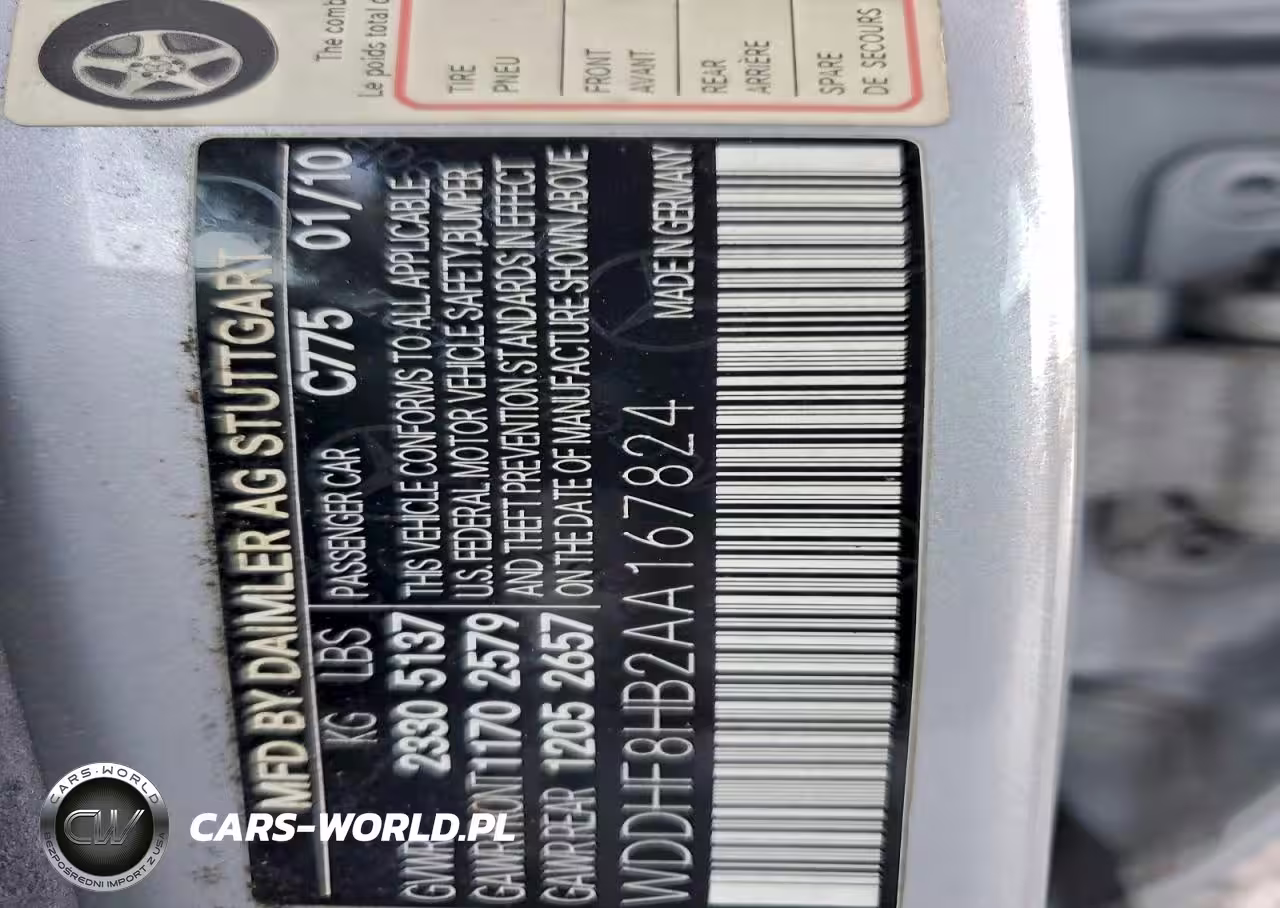 The comb
Le poids total c
TIRE
PNEU
FRONT
AVANT
REAR
ARRIÈRE
SPARE
DE SECOURS
MFD BY DAIMLER AG STUTTGART
KG LBS PASSENGER CAR C775 01/10
GVWR 2330 5137
GAWR FRONT 1170 2579
GAWR REAR 1205 2657
THIS VEHICLE CONFORMS TO ALL APPLICABLE
U.S. FEDERAL MOTOR VEHICLE SAFETY, BUMPER
AND THEFT PREVENTION STANDARDS IN EFFECT
ON THE DATE OF MANUFACTURE SHOWN ABOVE
WDDHF8HB2AA167824 MADE IN GERMANY
CARS-WORLD
CW
BEZPOŚREDNI IMPORT Z USA
CARS-WORLD.PL